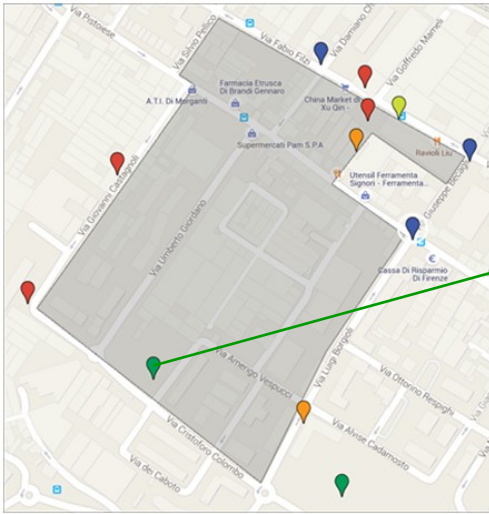 Via Pistoiese
Via Silvio Pellico
Via Fabio Filzi
Via Damiano Ch
Via Goffredo Mameli
Farmacia Etrusca
Di Brandi Gennaro
A.T.I. Di Morganti
China Market di
Xu Qin -
Supermercati Pam S.P.A
Ravioli Liu
Utensil Ferramenta
Signori - Ferramenta...
Giuseppe Becagli
Via Giovanni Castagnoli
Via Umberto Giordano
€
Cassa Di Risparmio
Di Firenze
Via Luigi Borgioli
Via Amerigo Vespucci
Via Ottorino Respighi
Via Alvise Cadamosto
Via Cristoforo Colombo
Via dei Caboto